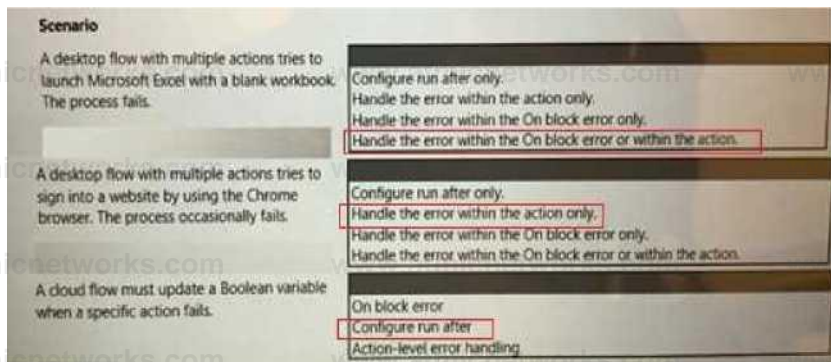 Scenario
A desktop flow with multiple actions tries to
launch Microsoft Excel with a blank workbook.
The process fails.
Configure run after only.
Handle the error within the action only.
Handle the error within the On block error only.
Handle the error within the On block error or within the action.
A desktop flow with multiple actions tries to
sign into a website by using the Chrome
browser. The process occasionally fails.
Configure run after only.
Handle the error within the action only.
Handle the error within the On block error only.
Handle the error within the On block error or within the action.
A cloud flow must update a Boolean variable
when a specific action fails.
On block error
Configure run after
Action-level error handling